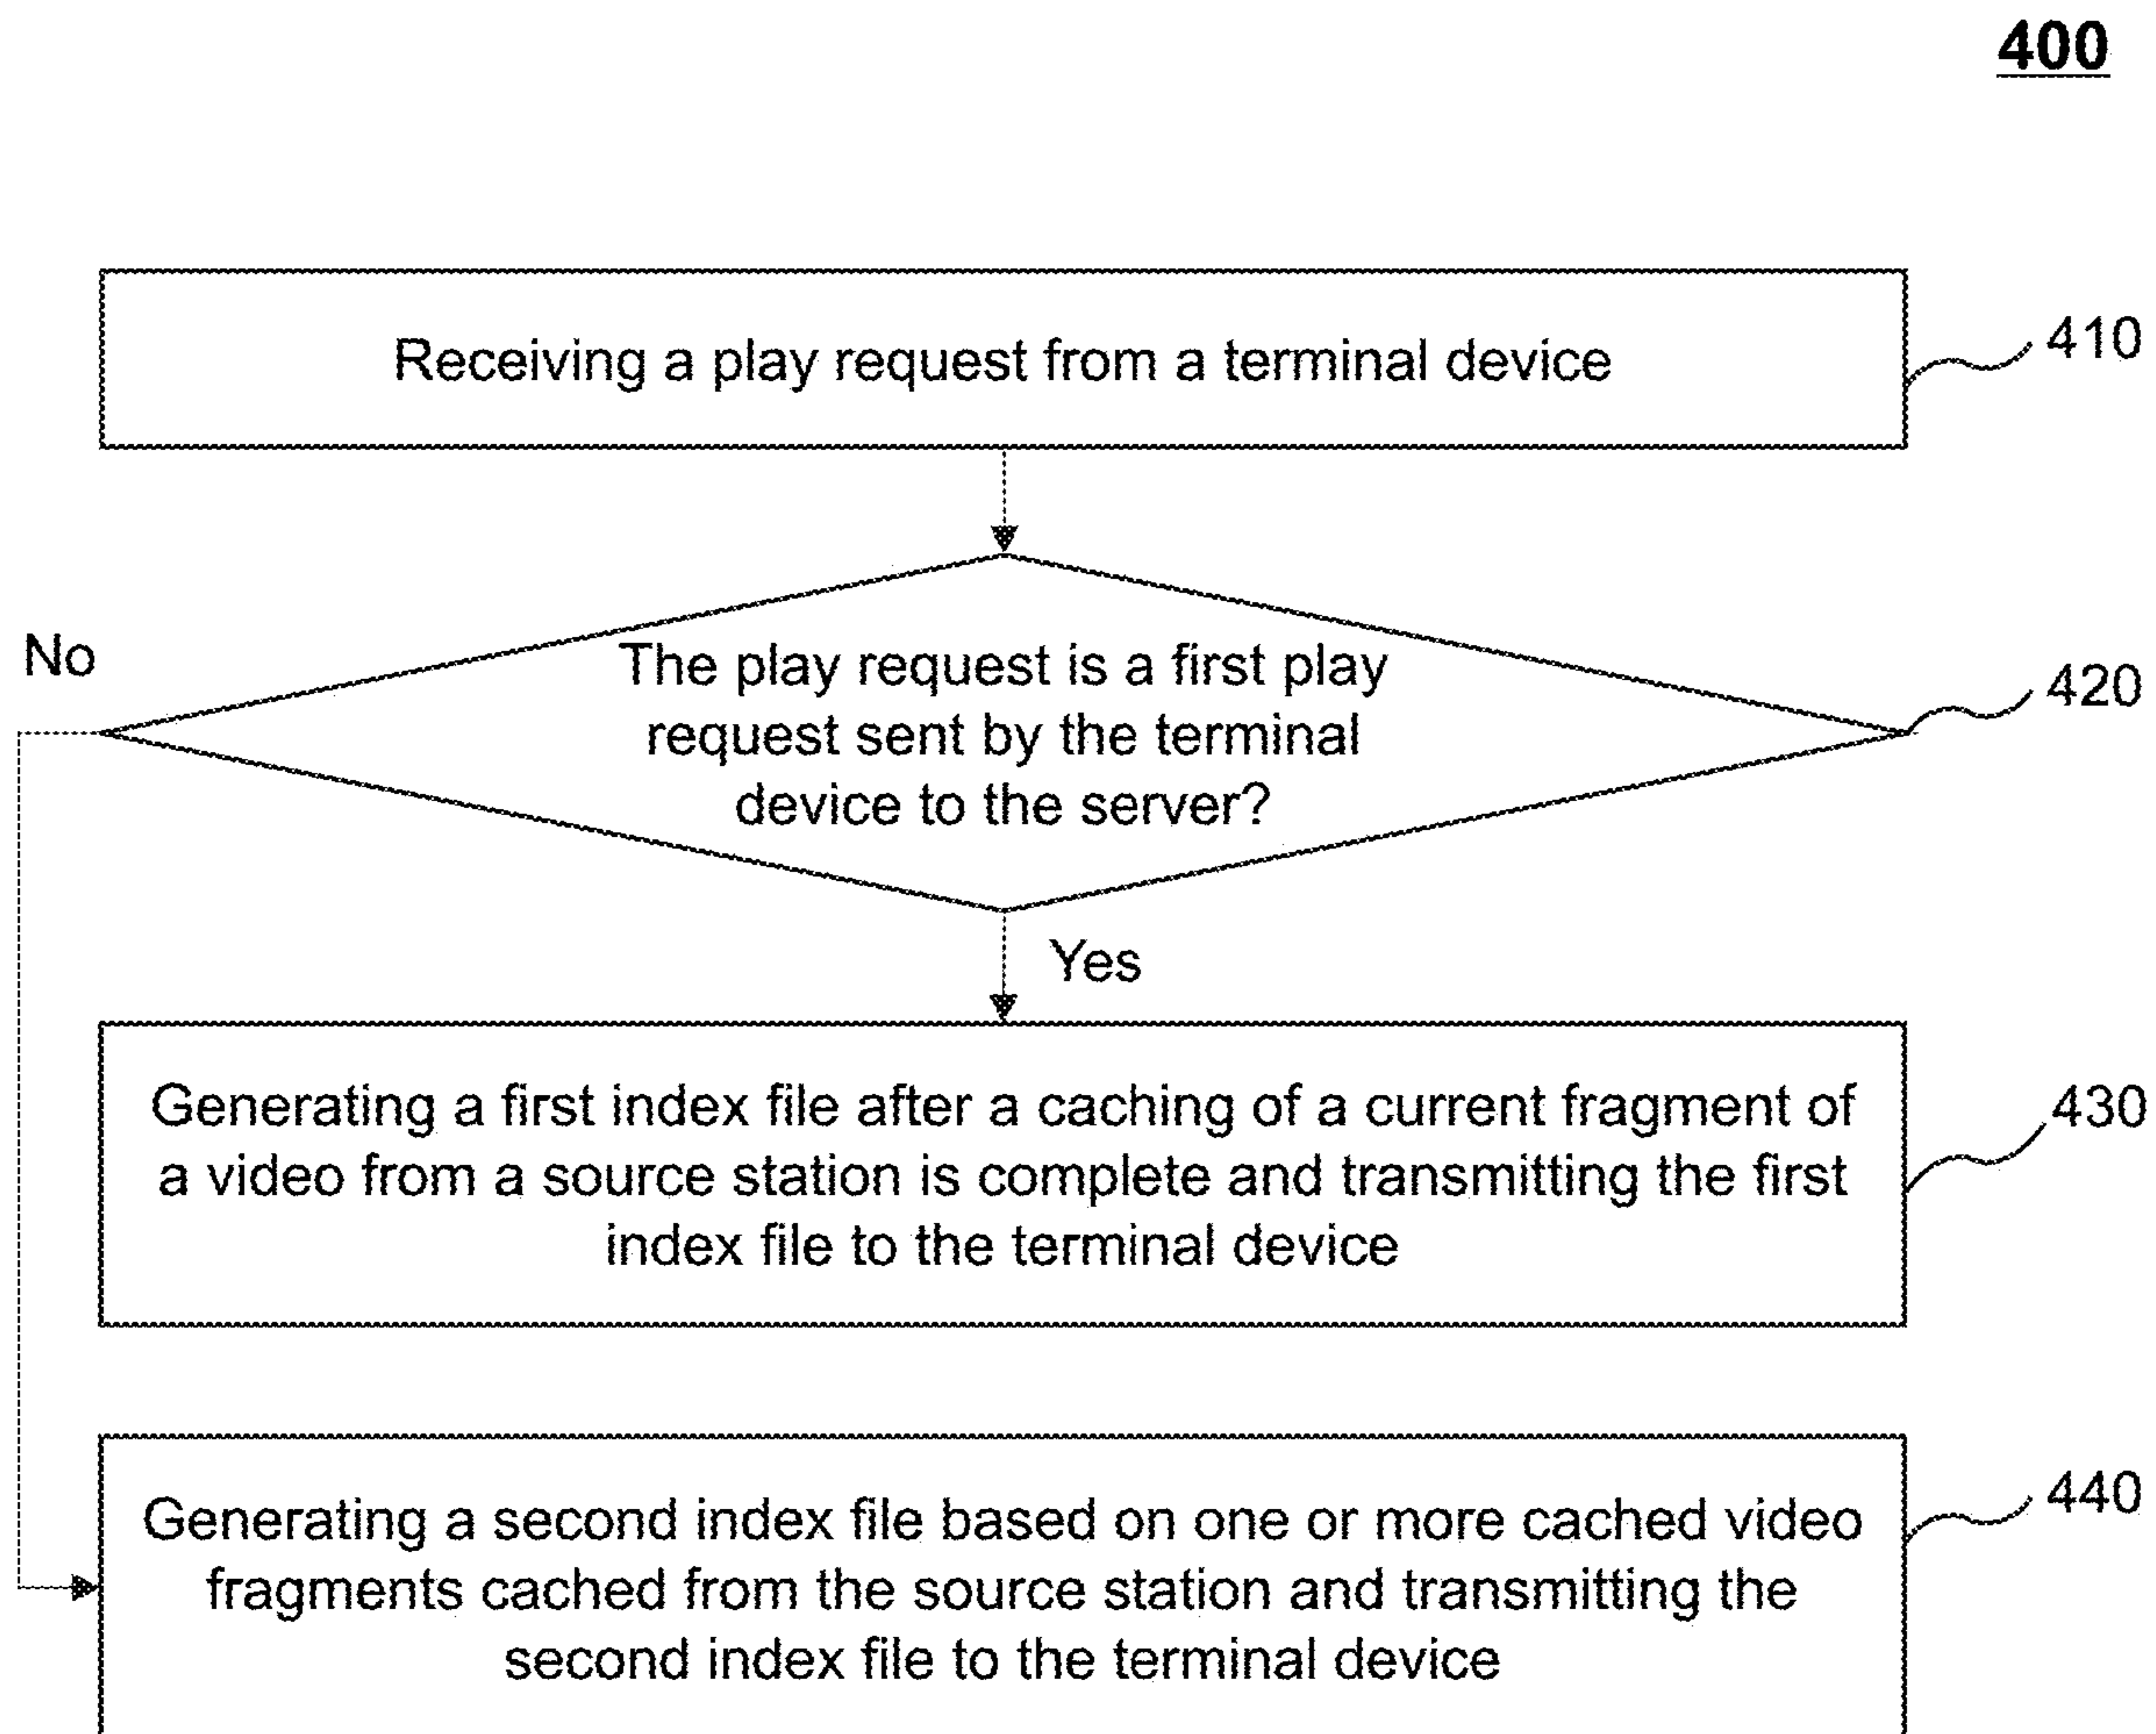 400
Receiving a play request from a terminal device
410
No
The play request is a first play
request sent by the terminal
device to the server?
420
Yes
Generating a first index file after a caching of a current fragment of
a video from a source station is complete and transmitting the first
index file to the terminal device
430
Generating a second index file based on one or more cached video
fragments cached from the source station and transmitting the
second index file to the terminal device
440